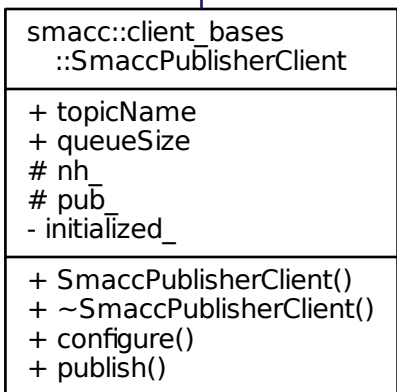 smacc::client_bases
::SmaccPublisherClient
+ topicName
+ queueSize
# nh_
# pub_
- initialized_
+ SmaccPublisherClient()
+ ~SmaccPublisherClient()
+ configure()
+ publish()